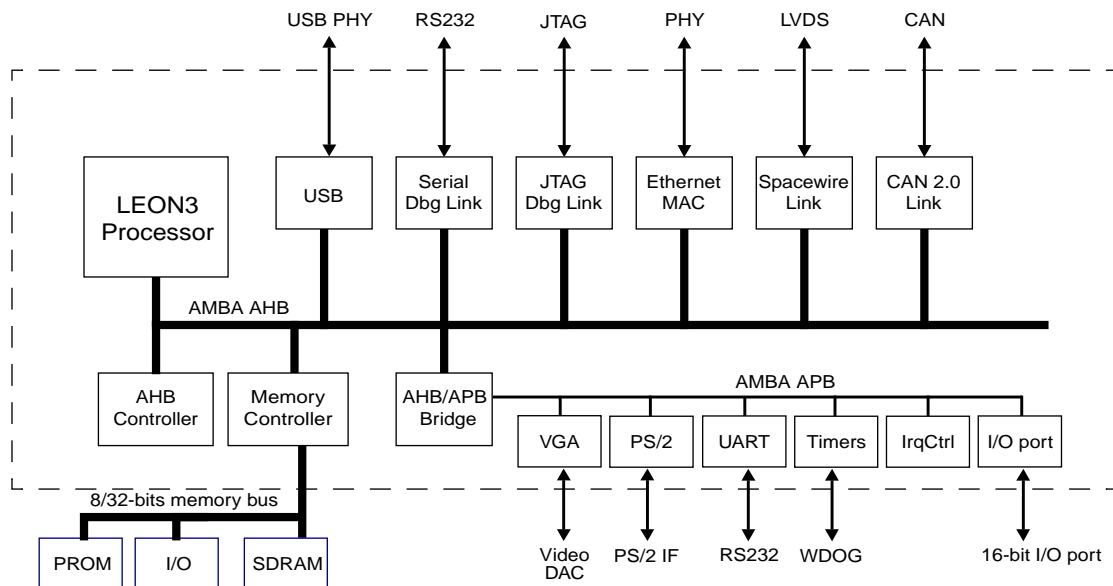 USB PHY
RS232
JTAG
PHY
LVDS
CAN
LEON3
Processor
USB
Serial
Dbg Link
JTAG
Dbg Link
Ethernet
MAC
Spacewire
Link
CAN 2.0
Link
AMBA AHB
AHB
Controller
Memory
Controller
AHB/APB
Bridge
AMBA APB
VGA
PS/2
UART
Timers
IrqCtrl
I/O port
8/32-bits memory bus
PROM
I/O
SDRAM
Video
DAC
PS/2 IF
RS232
WDOG
16-bit I/O port